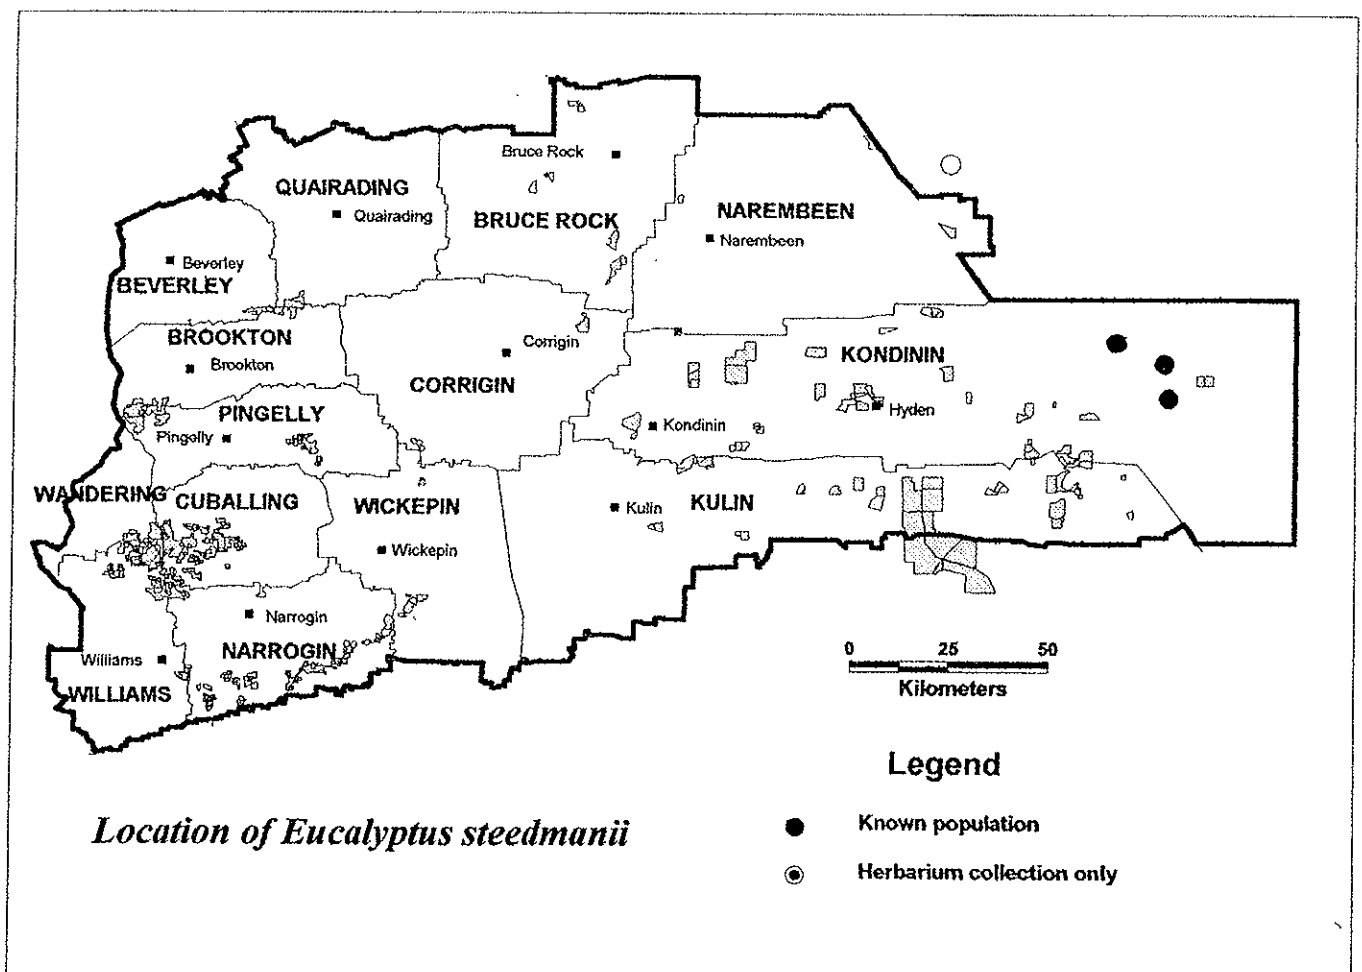 Bruce Rock
QUAIRADING
Quairading
BRUCE ROCK
NAREMBEEN
Narembeen
Beverley
BEVERLEY
BROOKTON
Brookton
Corrigin
CORRIGIN
KONDININ
Hyden
Kondinin
PINGELLY
Pingelly
WANDERING
CUBALLING
WICKEPIN
Wickepin
Kulin
KULIN
Narrogin
NARROGIN
Williams
WILLIAMS
0 25 50
Kilometers
Legend
Location of Eucalyptus steedmanii
Known population
Herbarium collection only